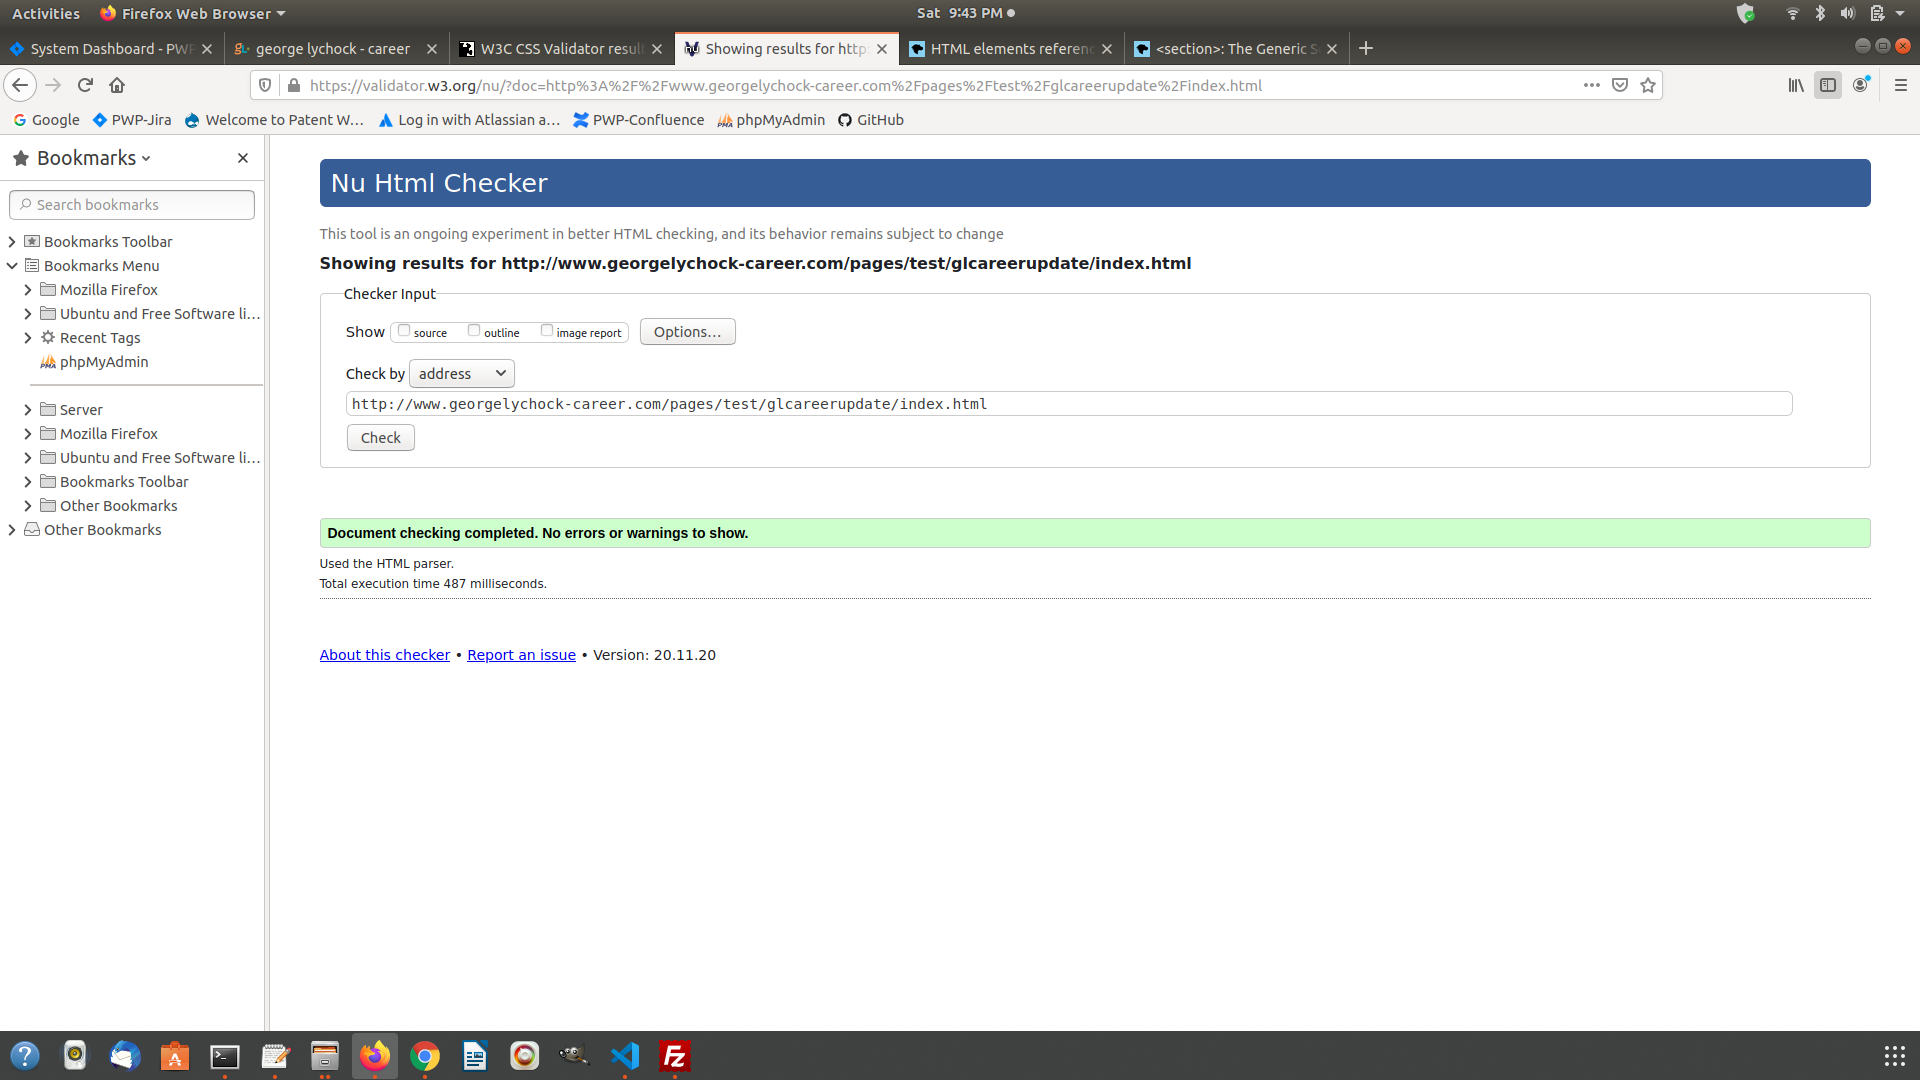 Activities Firefox Web Browser Sat 9:43 PM
System Dashboard - PWP george lychock - career W3C CSS Validator resul Showing results for http HTML elements referen <section>: The Generic S
https://validator.w3.org/nu/?doc=http%3A%2F%2Fwww.georgelychock-career.com%2Fpages%2Ftest%2Fglcareerupdate%2Findex.html
Google PWP-Jira Welcome to Patent W... Log in with Atlassian a... PWP-Confluence phpMyAdmin GitHub
Bookmarks
Search bookmarks
Bookmarks Toolbar
Bookmarks Menu
Mozilla Firefox
Ubuntu and Free Software li...
Recent Tags
phpMyAdmin
Server
Mozilla Firefox
Ubuntu and Free Software li...
Bookmarks Toolbar
Other Bookmarks
Other Bookmarks
Nu Html Checker
This tool is an ongoing experiment in better HTML checking, and its behavior remains subject to change
Showing results for http://www.georgelychock-career.com/pages/test/glcareerupdate/index.html
Checker Input
Show source outline image report Options...
Check by address
http://www.georgelychock-career.com/pages/test/glcareerupdate/index.html
Check
Document checking completed. No errors or warnings to show.
Used the HTML parser.
Total execution time 487 milliseconds.
About this checker • Report an issue • Version: 20.11.20